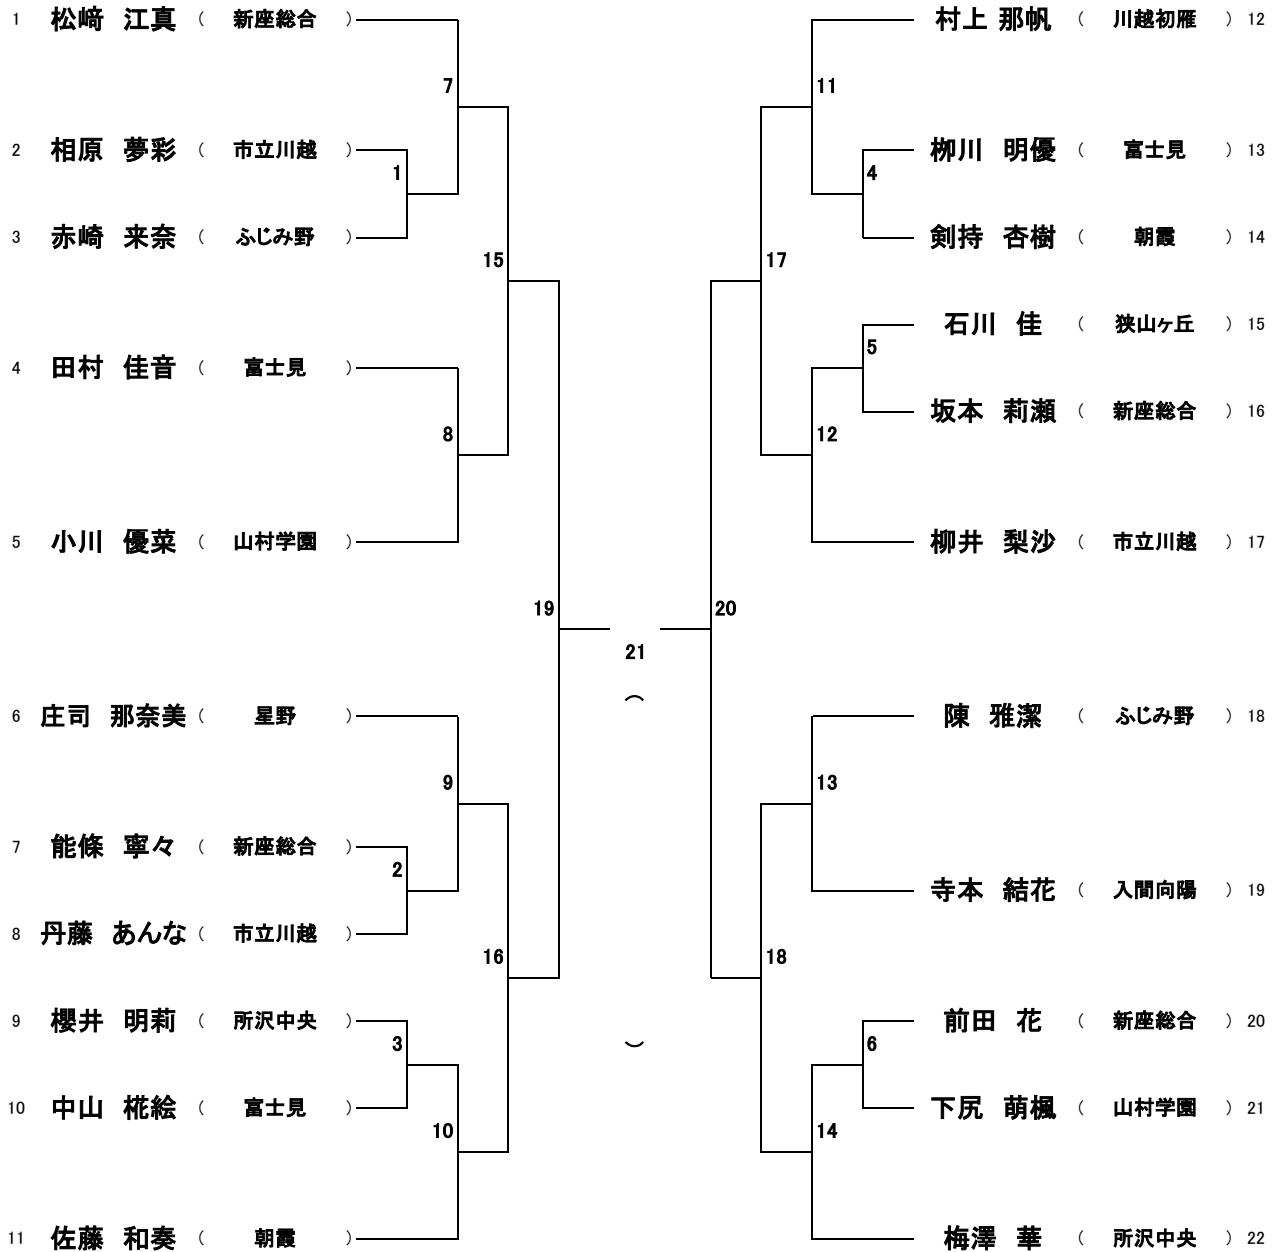 1 松﨑 江真 （ 新座総合 ）
7
2 相原 夢彩 （ 市立川越 ）
1
3 赤崎 来奈 （ ふじみ野 ）
15
4 田村 佳音 （ 富士見 ）
8
5 小川 優菜 （ 山村学園 ）
19
6 庄司 那奈美 （ 星野 ）
9
7 能條 寧々 （ 新座総合 ）
2
8 丹藤 あんな （ 市立川越 ）
16
9 櫻井 明莉 （ 所沢中央 ）
3
10 中山 椛絵 （ 富士見 ）
10
11 佐藤 和奏 （ 朝霞 ）
21
（
）
村上 那帆 （ 川越初雁 ） 12
11
栁川 明優 （ 富士見 ） 13
4
剣持 杏樹 （ 朝霞 ） 14
17
石川 佳 （ 狭山ヶ丘 ） 15
5
坂本 莉瀬 （ 新座総合 ） 16
12
柳井 梨沙 （ 市立川越 ） 17
20
陳 雅潔 （ ふじみ野 ） 18
13
寺本 結花 （ 入間向陽 ） 19
18
前田 花 （ 新座総合 ） 20
6
下尻 萌楓 （ 山村学園 ） 21
14
梅澤 華 （ 所沢中央 ） 22